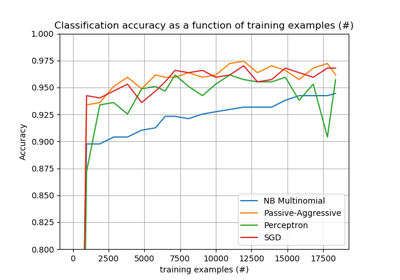 Classification accuracy as a function of training examples (#)
1.000
0.975
0.950
0.925
0.900
0.875
0.850
0.825
0.800
Accuracy
NB Multinomial
Passive-Aggressive
Perceptron
SGD
0 2500 5000 7500 10000 12500 15000 17500
training examples (#)